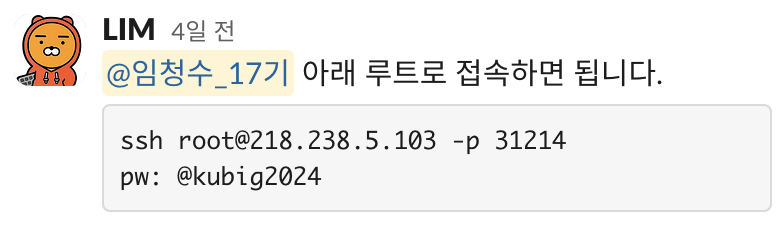 LIM 4일 전
@임청수_17기 아래 루트로 접속하면 됩니다.
ssh root@218.238.5.103 -p 31214
pw: @kubig2024